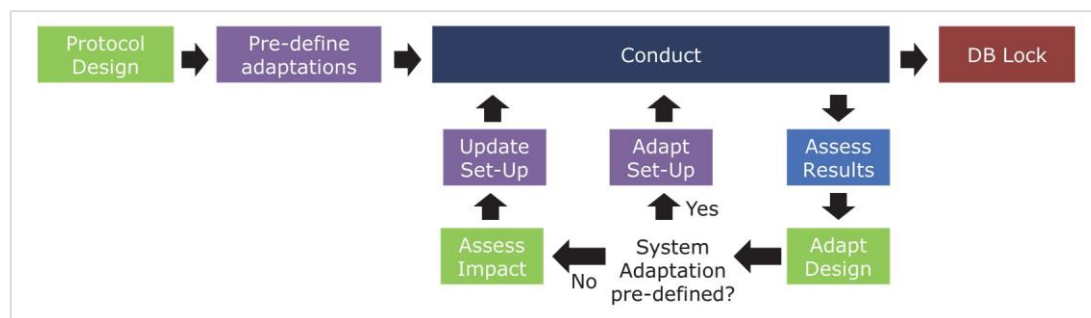 Protocol
Design
Pre-define
adaptations
Conduct
DB Lock
Update
Set-Up
Adapt
Set-Up
Assess
Results
Yes
Assess
Impact
No
System
Adaptation
pre-defined?
Adapt
Design